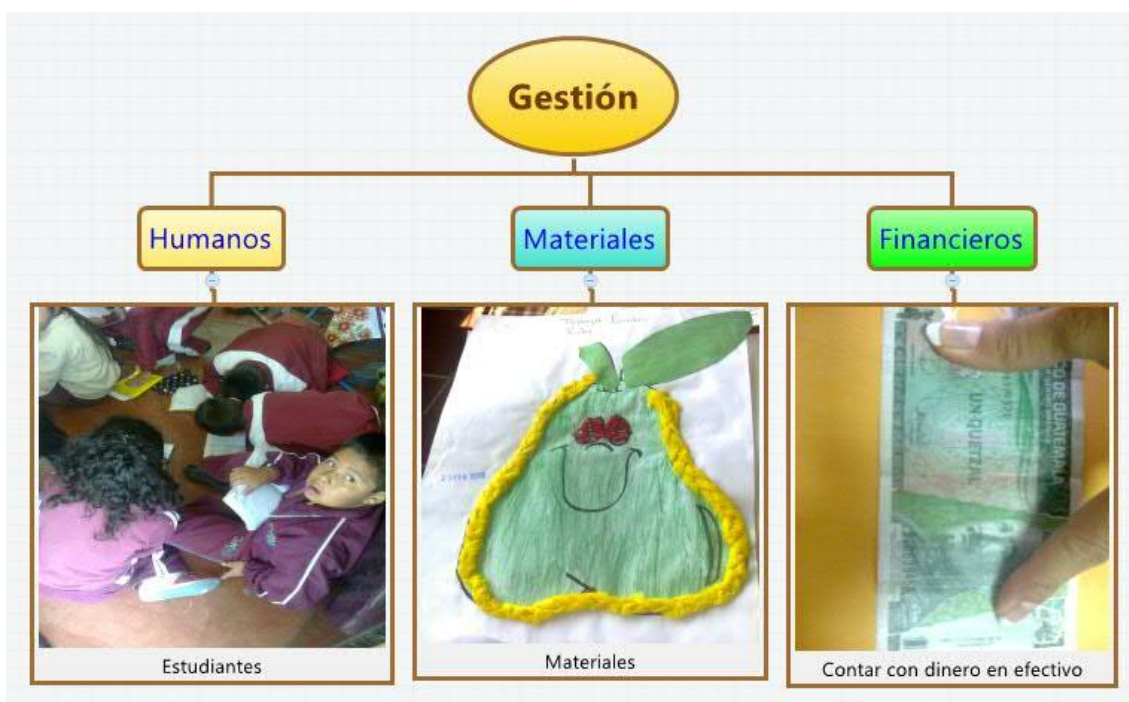 Gestión
Humanos
Materiales
Financieros
UN QUETZAL
Estudiantes
Materiales
Contar con dinero en efectivo